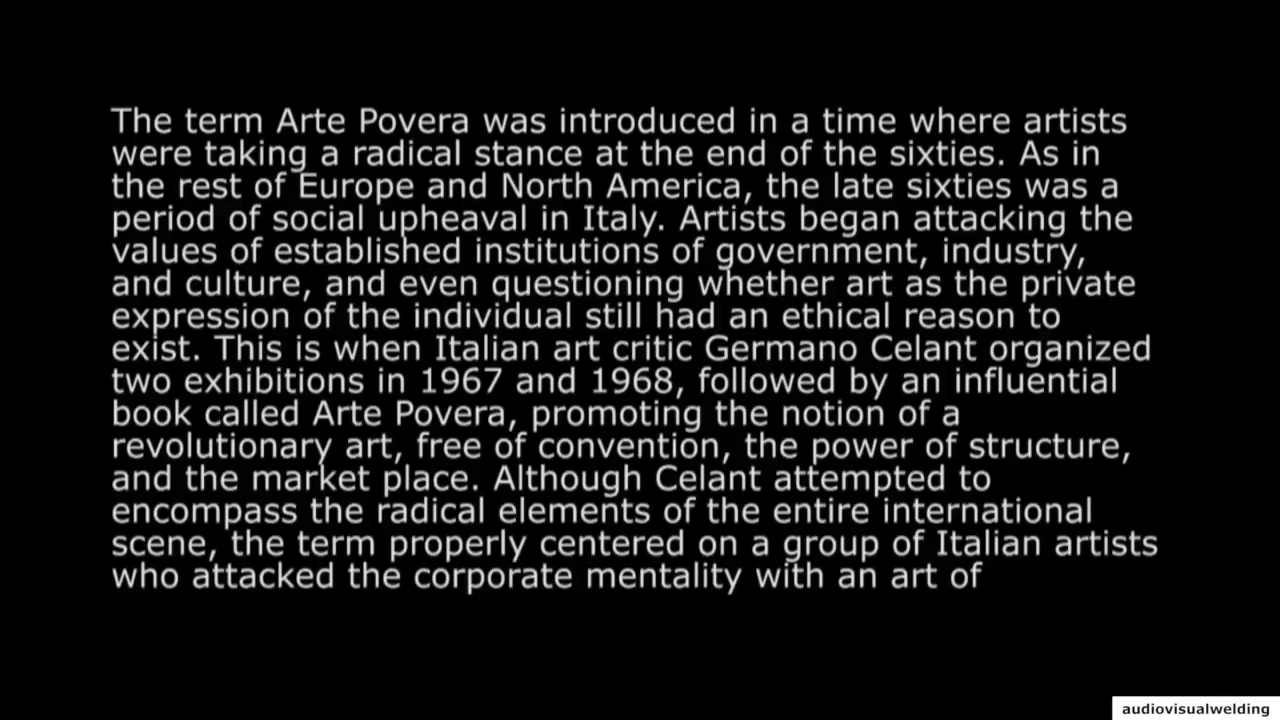 The term Arte Povera was introduced in a time where artists
were taking a radical stance at the end of the sixties. As in
the rest of Europe and North America, the late sixties was a
period of social upheaval in Italy. Artists began attacking the
values of established institutions of government, industry,
and culture, and even questioning whether art as the private
expression of the individual still had an ethical reason to
exist. This is when Italian art critic Germano Celant organized
two exhibitions in 1967 and 1968, followed by an influential
book called Arte Povera, promoting the notion of a
revolutionary art, free of convention, the power of structure,
and the market place. Although Celant attempted to
encompass the radical elements of the entire international
scene, the term properly centered on a group of Italian artists
who attacked the corporate mentality with an art of
audiovisualwelding